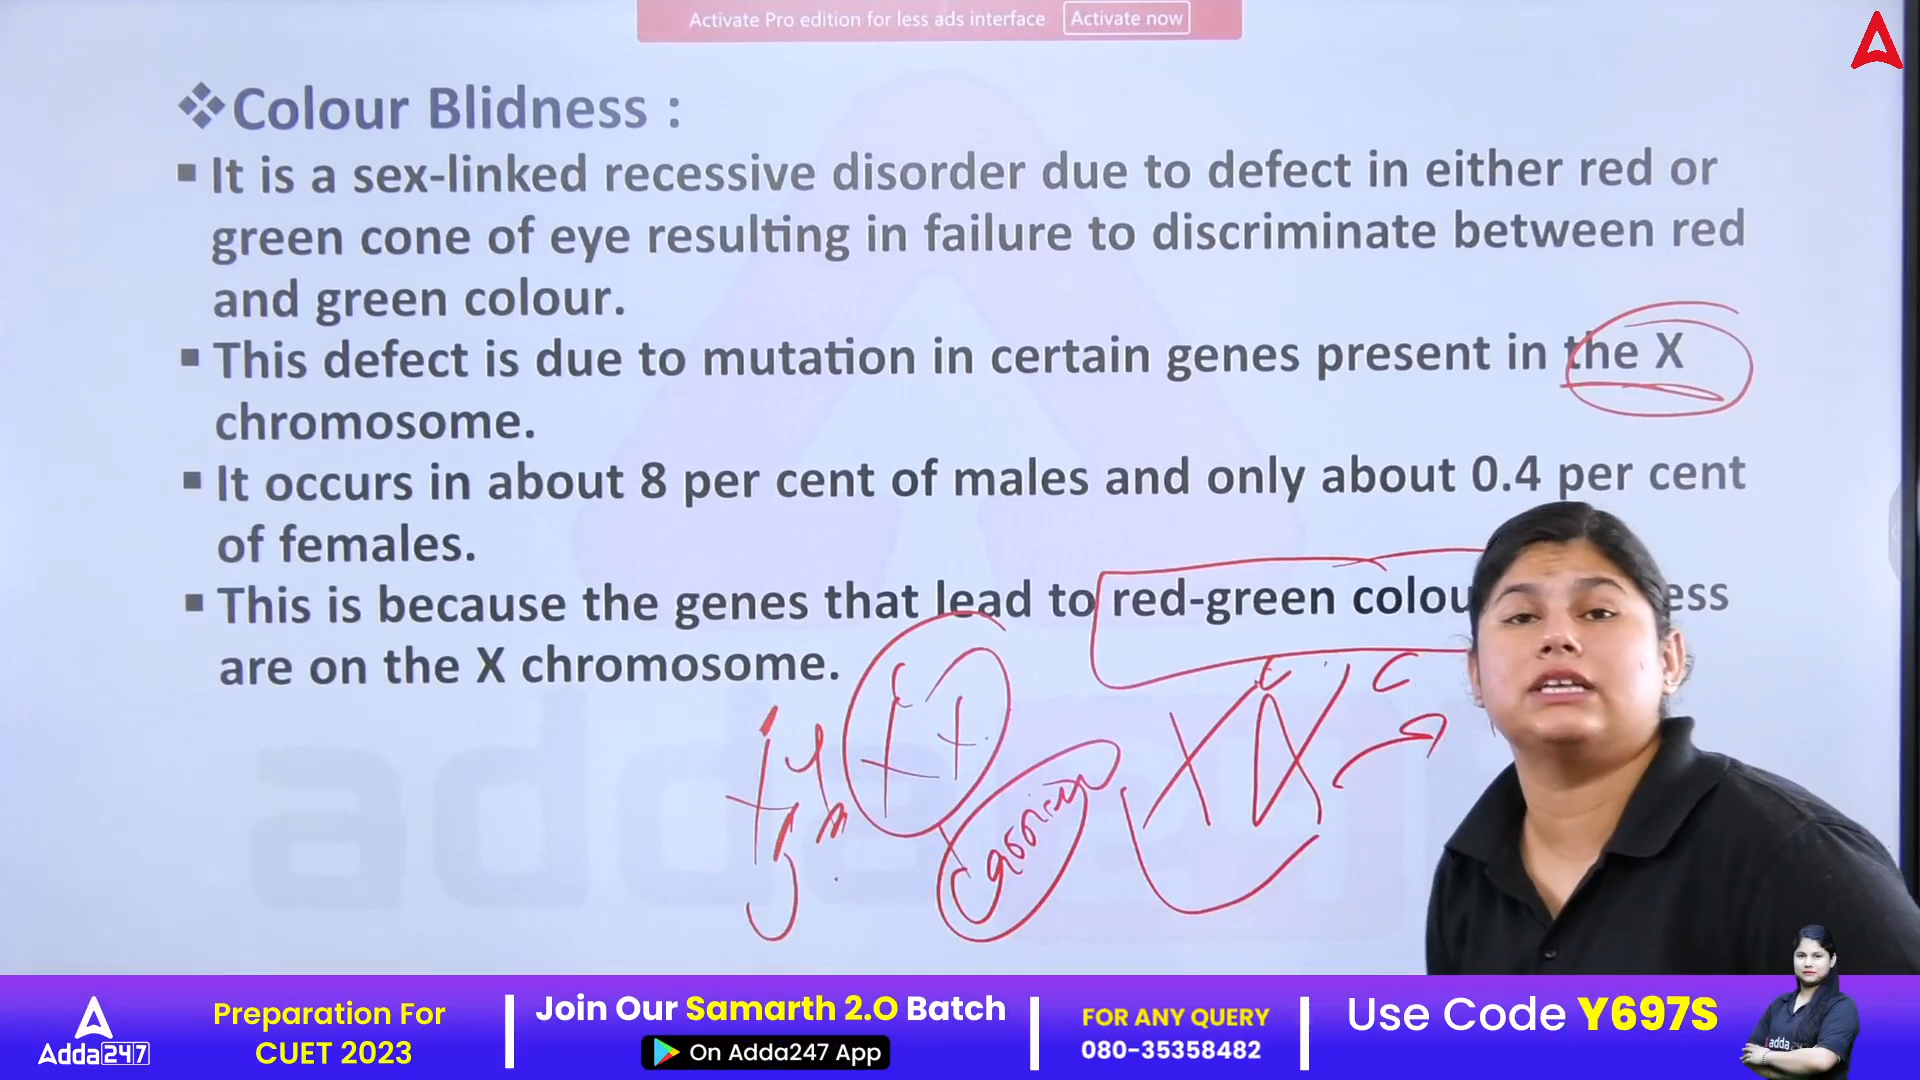 Activate Pro edition for less ads interface Activate now
❖Colour Blidness :
▪ It is a sex-linked recessive disorder due to defect in either red or
green cone of eye resulting in failure to discriminate between red
and green colour.
▪ This defect is due to mutation in certain genes present in the X
chromosome.
▪ It occurs in about 8 per cent of males and only about 0.4 per cent
of females.
▪ This is because the genes that lead to red-green colou ess
are on the X chromosome.
Adda247
Preparation For
CUET 2023
Join Our Samarth 2.O Batch
On Adda247 App
FOR ANY QUERY
080-35358482
Use Code Y697S